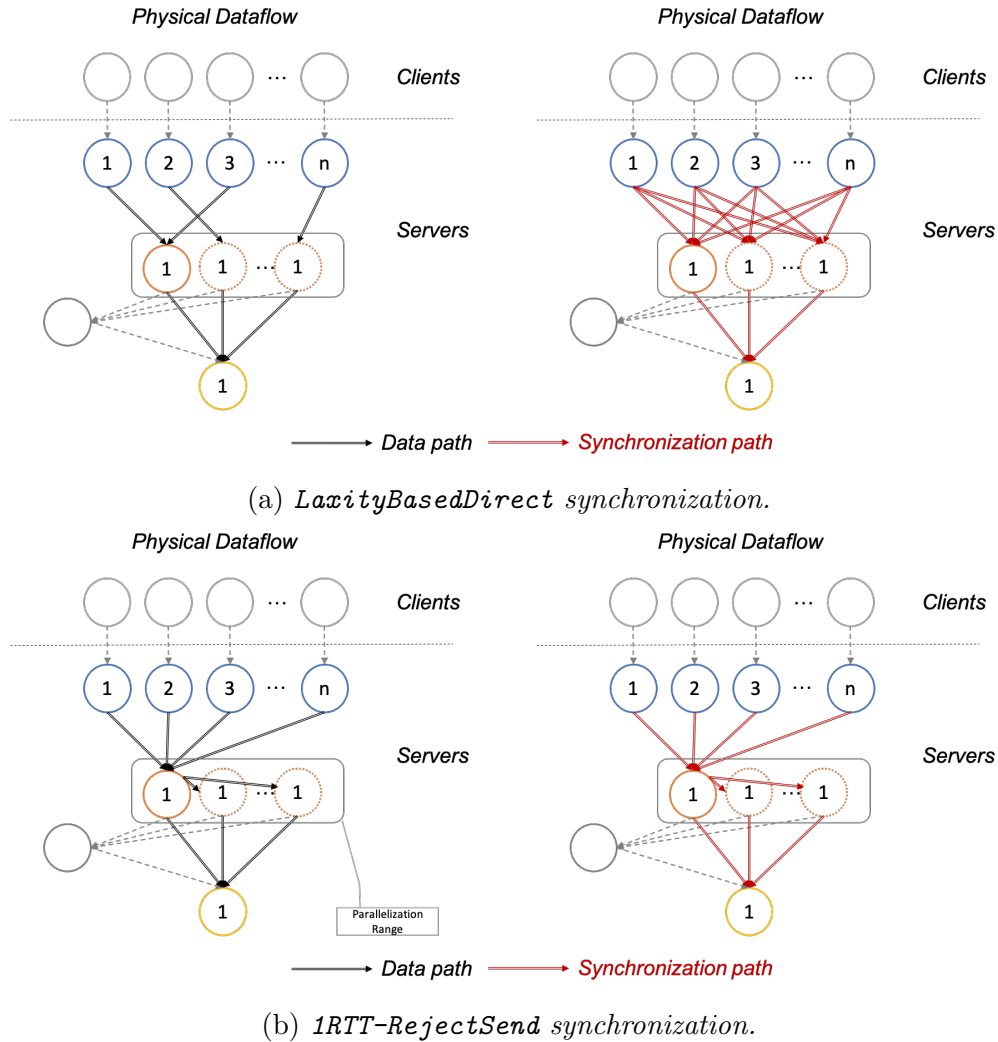 Physical Dataflow Physical Dataflow
... Clients ... Clients
1 2 3 ... n 1 2 3 ... n
Servers Servers
1 1 ... 1 1 1 ... 1
1 1
Data path Synchronization path
(a) LaxityBasedDirect synchronization.
Physical Dataflow Physical Dataflow
... Clients ... Clients
1 2 3 ... n 1 2 3 ... n
Servers Servers
1 1 ... 1 1 1 ... 1
1 1
Parallelization
Range
Data path Synchronization path
(b) 1RTT-RejectSend synchronization.